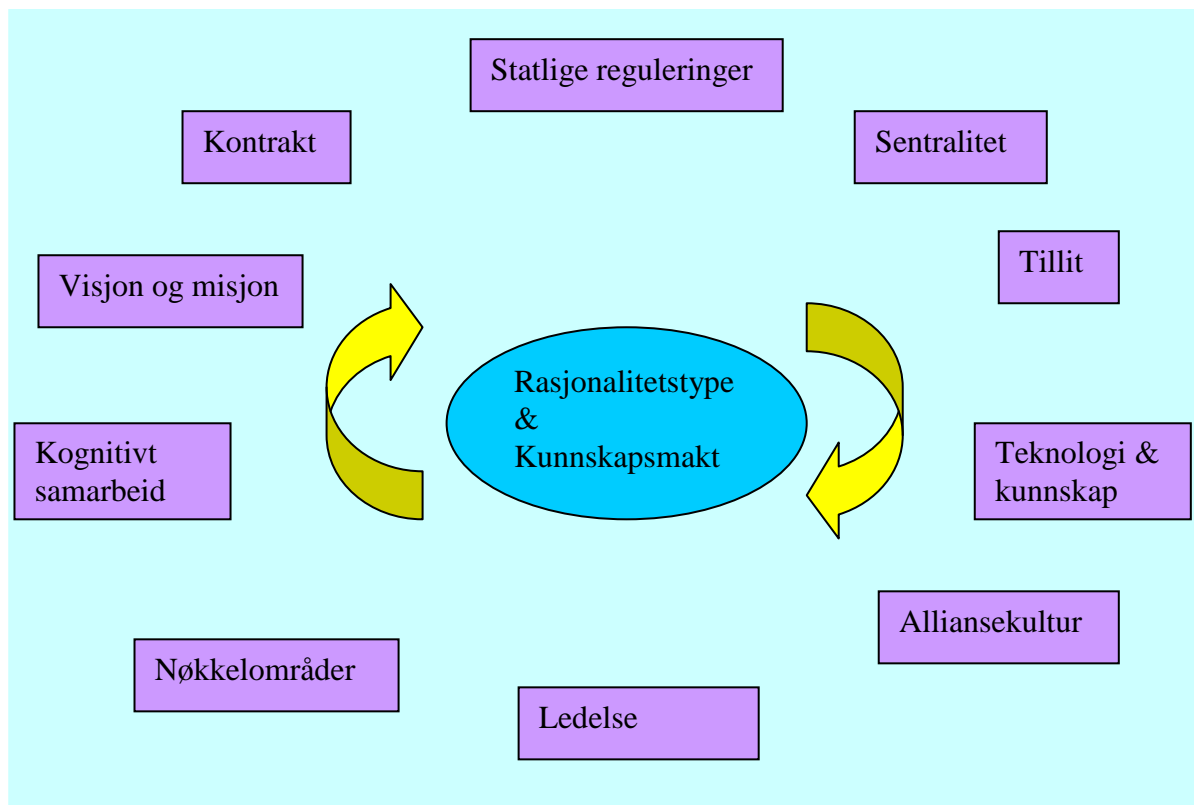 Statlige reguleringer
Kontrakt
Sentralitet
Tillit
Visjon og misjon
Rasjonalitetstype
&
Kunnskapsmakt
Kognitivt
samarbeid
Teknologi &
kunnskap
Alliansekultur
Nøkkelområder
Ledelse